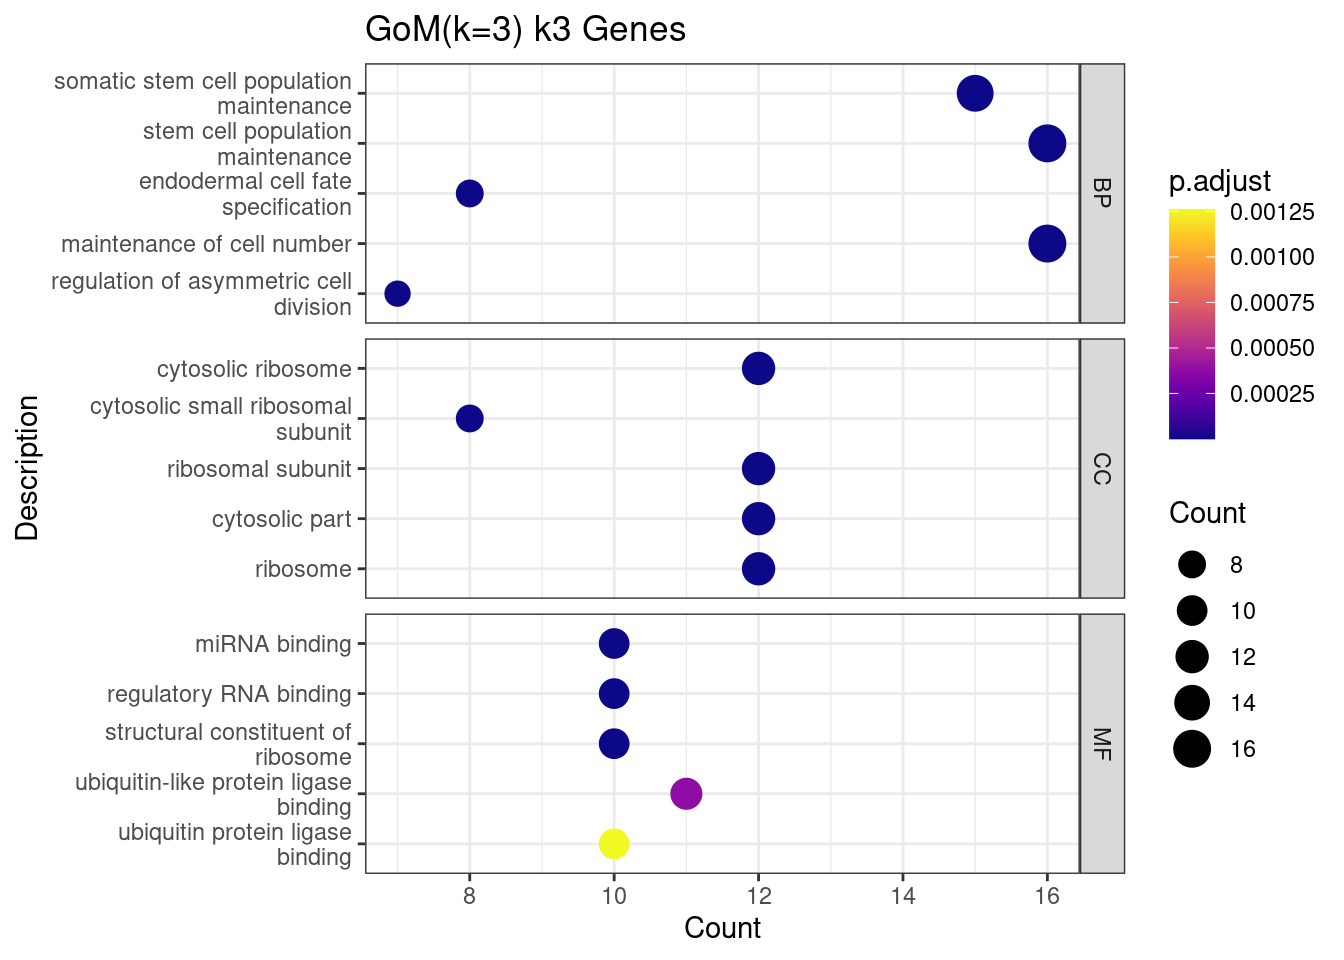 GoM(k=3) k3 Genes
somatic stem cell population
maintenance
stem cell population
maintenance
endodermal cell fate
specification
maintenance of cell number
regulation of asymmetric cell
division
BP
cytosolic ribosome
cytosolic small ribosomal
subunit
ribosomal subunit
cytosolic part
ribosome
CC
miRNA binding
regulatory RNA binding
structural constituent of
ribosome
ubiquitin-like protein ligase
binding
ubiquitin protein ligase
binding
MF
8
10
12
14
16
Count
Description
p.adjust
0.00125
0.00100
0.00075
0.00050
0.00025
Count
8
10
12
14
16